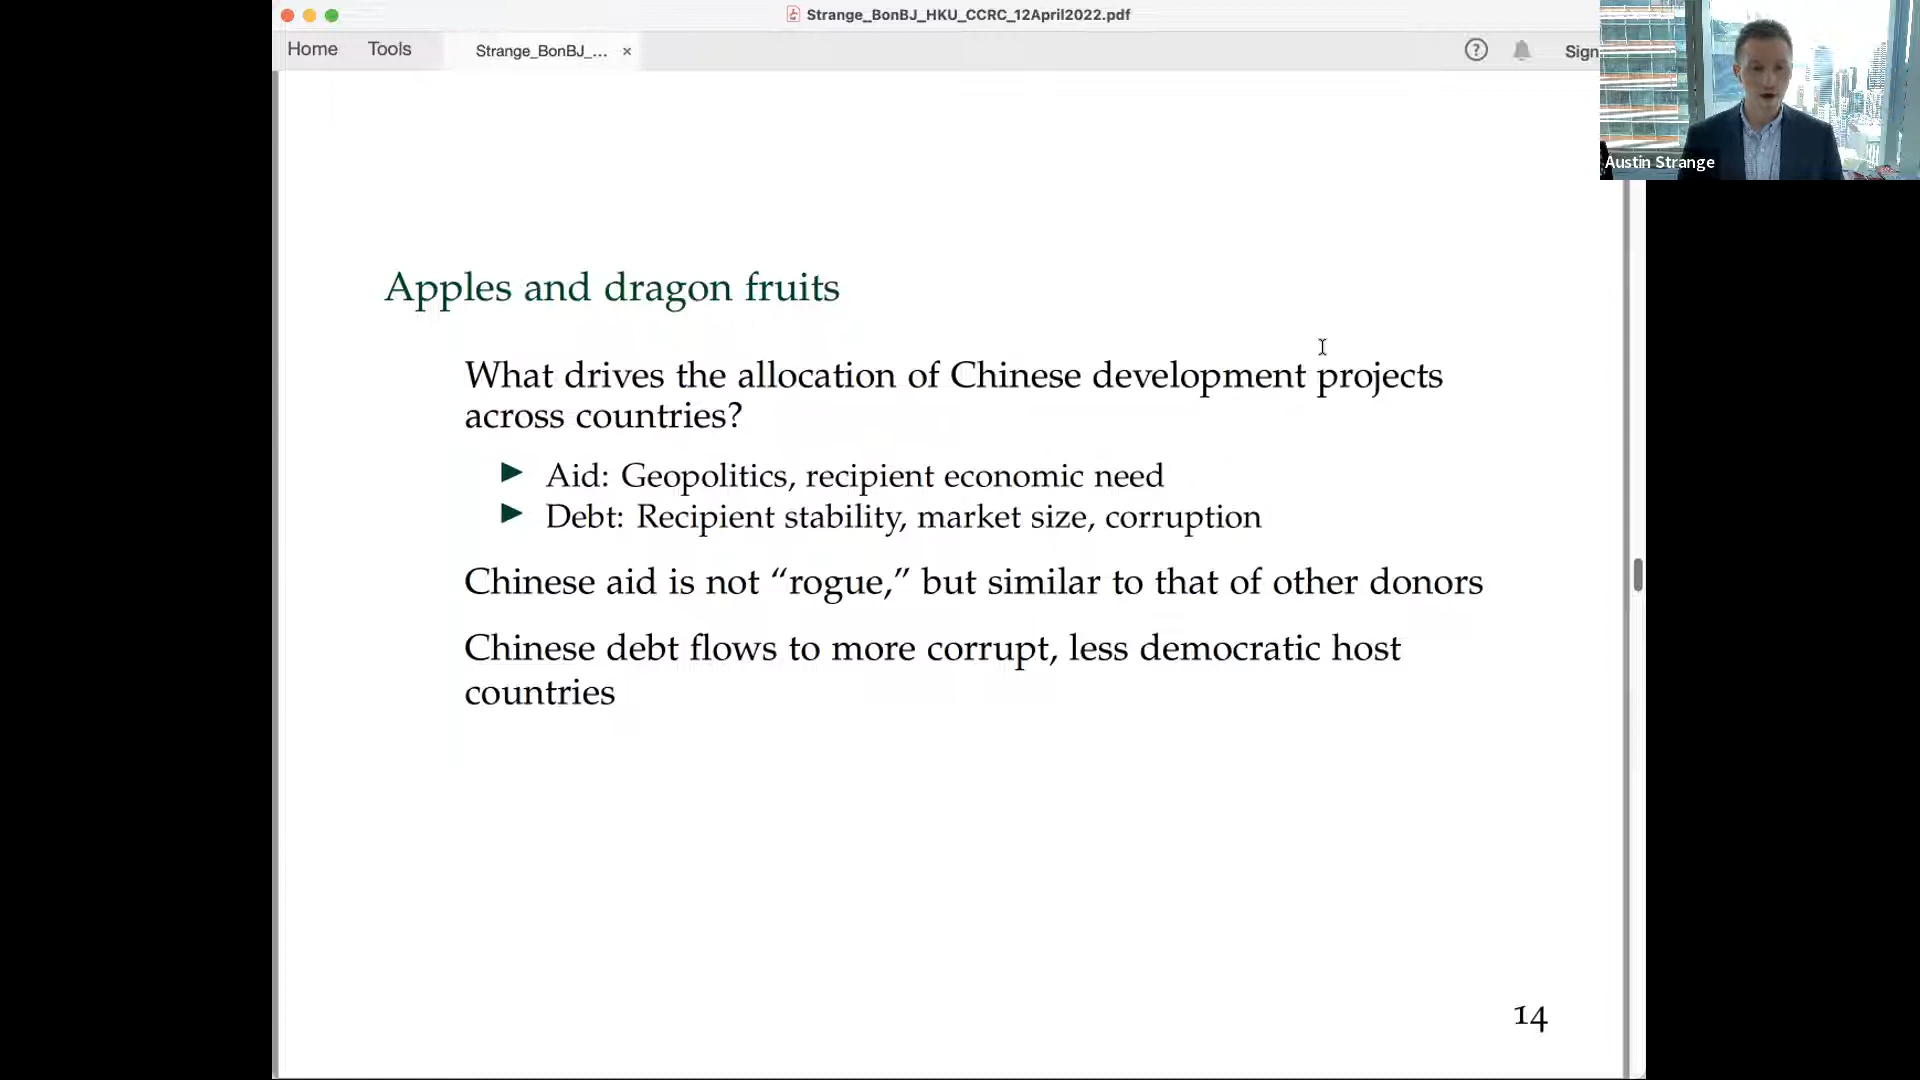 Strange_BonBJ_HKU_CCRC_12April2022.pdf
Home Tools Strange_BonBJ_... × ? Sign
Austin Strange
Apples and dragon fruits
What drives the allocation of Chinese development projects
across countries?
Aid: Geopolitics, recipient economic need
Debt: Recipient stability, market size, corruption
Chinese aid is not “rogue,” but similar to that of other donors
Chinese debt flows to more corrupt, less democratic host
countries
14